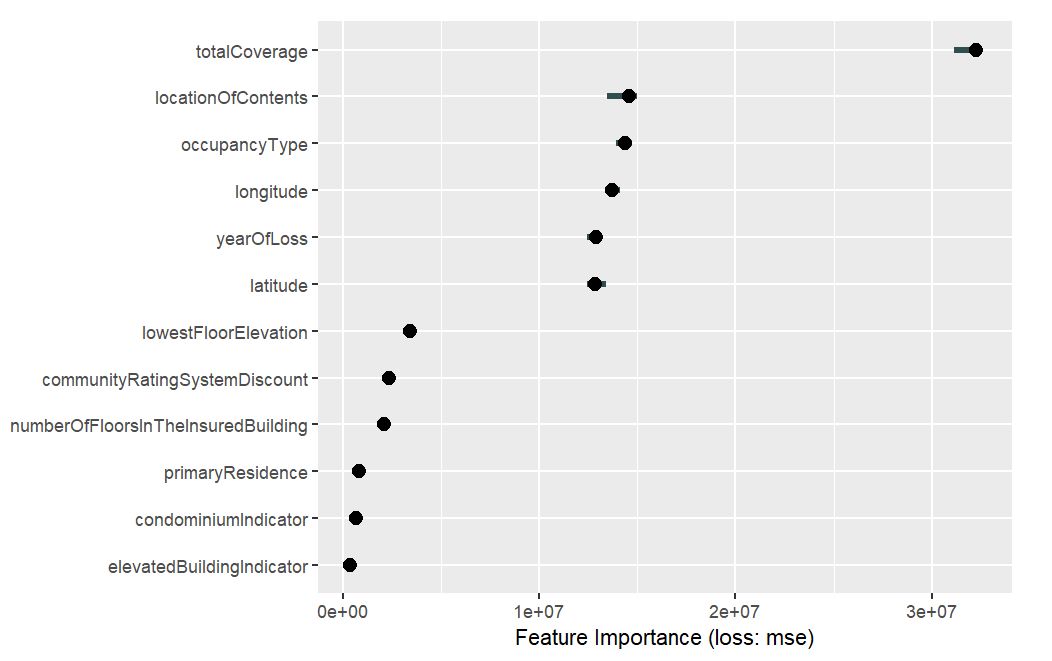 totalCoverage
locationOfContents
occupancyType
longitude
yearOfLoss
latitude
lowestFloorElevation
communityRatingSystemDiscount
numberOfFloorsInTheInsuredBuilding
primaryResidence
condominiumIndicator
elevatedBuildingIndicator
0e+00 1e+07 2e+07 3e+07
Feature Importance (loss: mse)